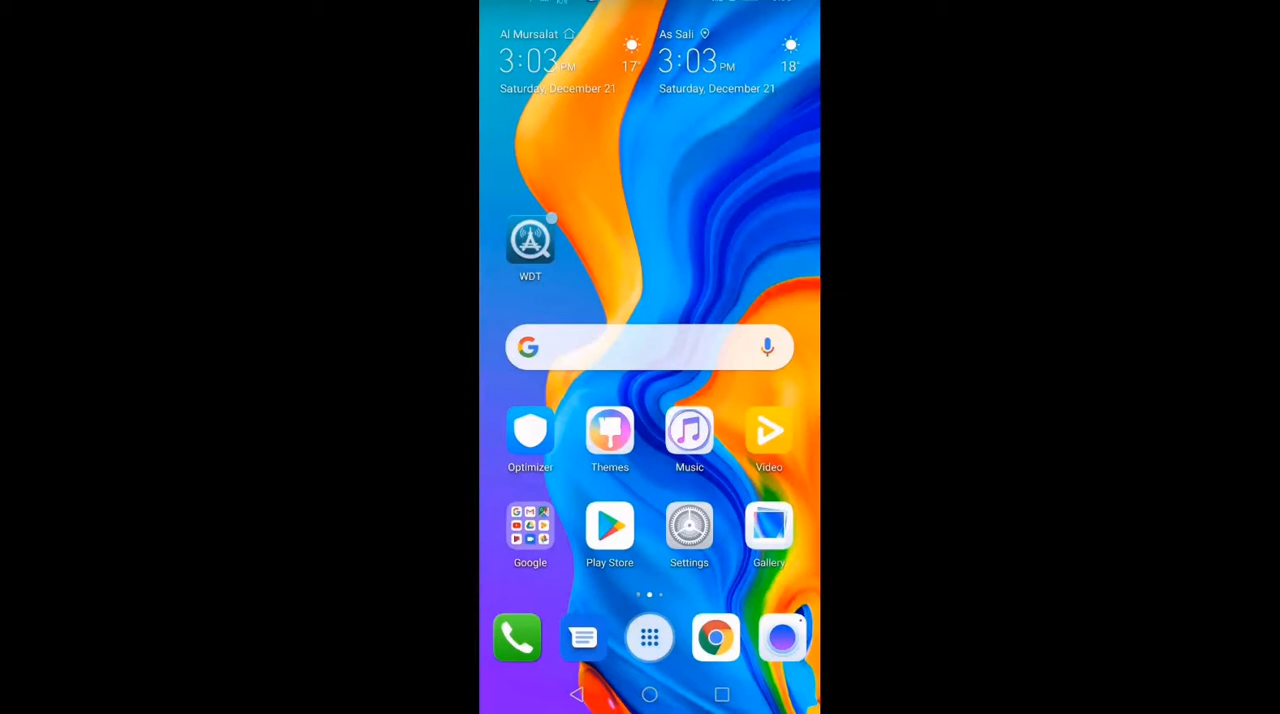 Al Mursalat
As Sali
3:03 PM
17°
3:03 PM
18°
Saturday, December 21
Saturday, December 21
WDT
Optimizer
Themes
Music
Video
Google
Play Store
Settings
Gallery